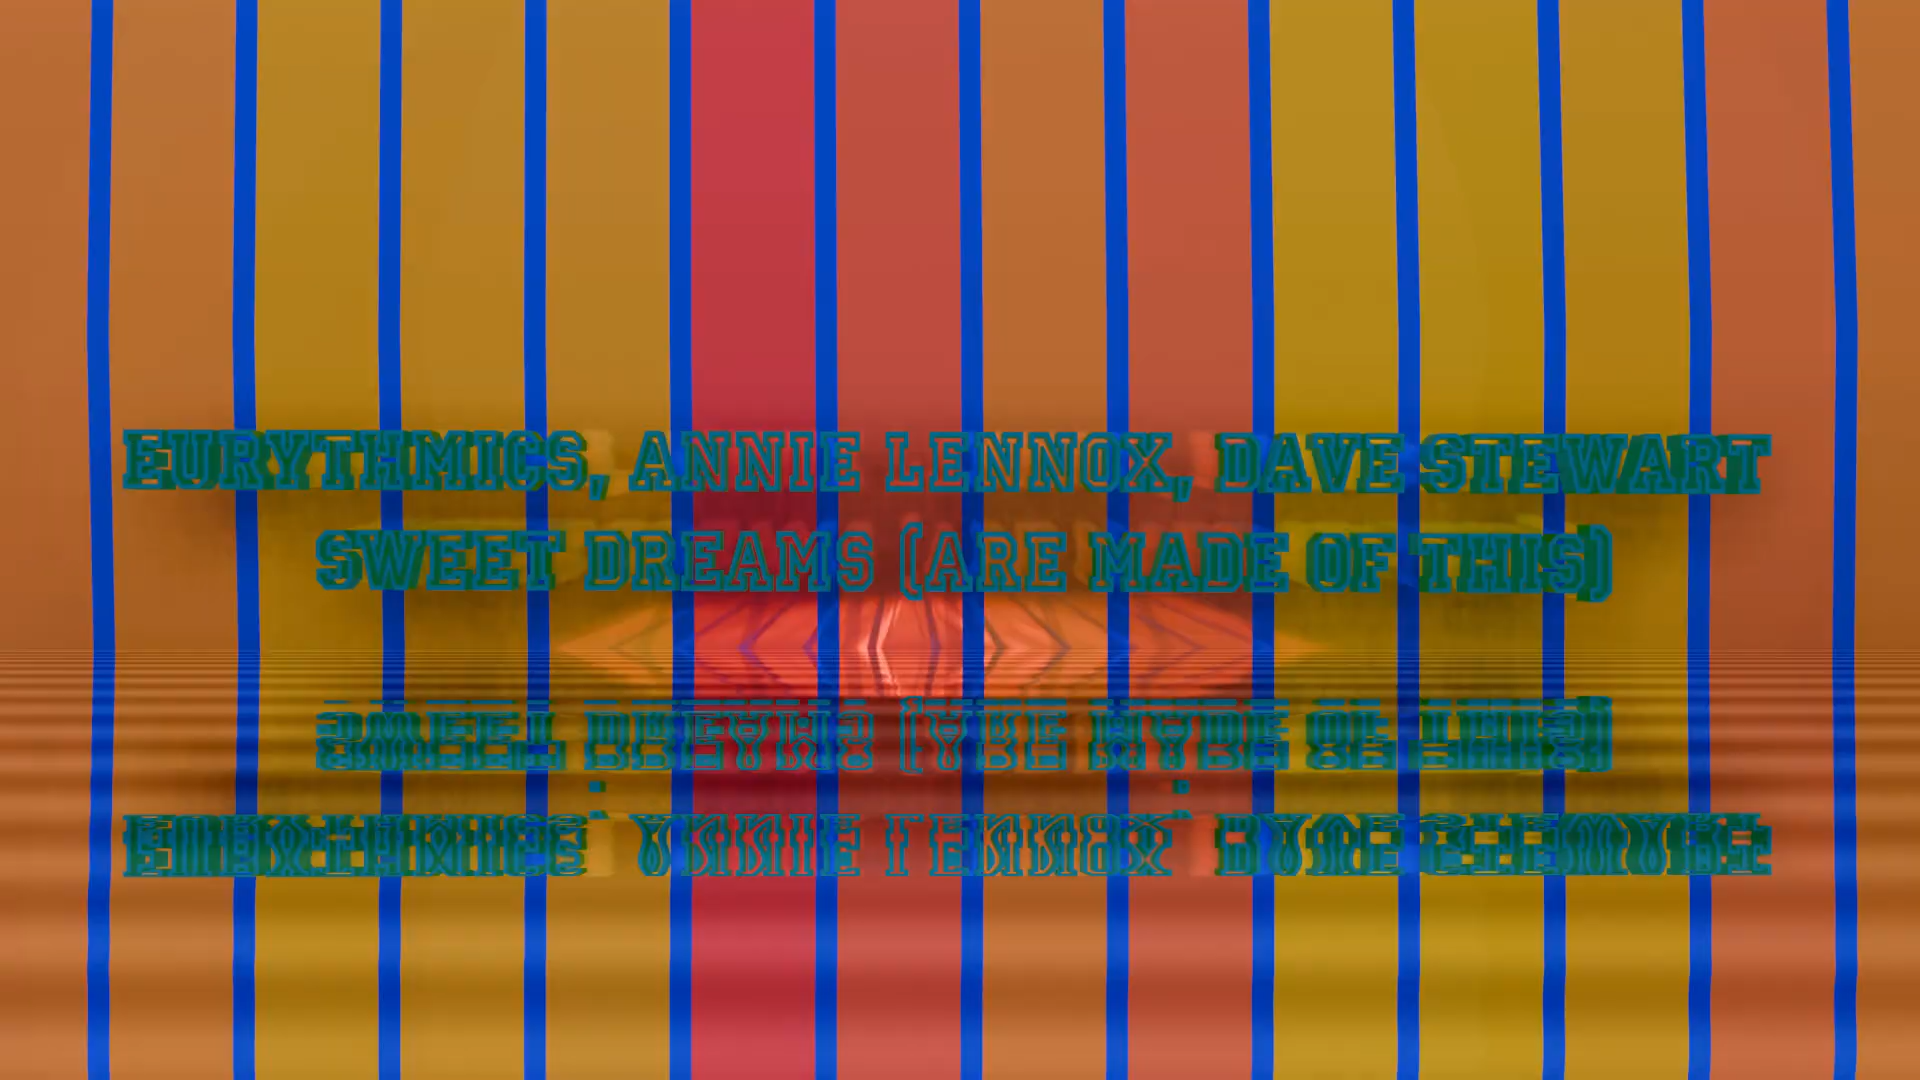 EURYTHMICS, ANNIE LENNOX, DAVE STEWART
SWEET DREAMS (ARE MADE OF THIS)